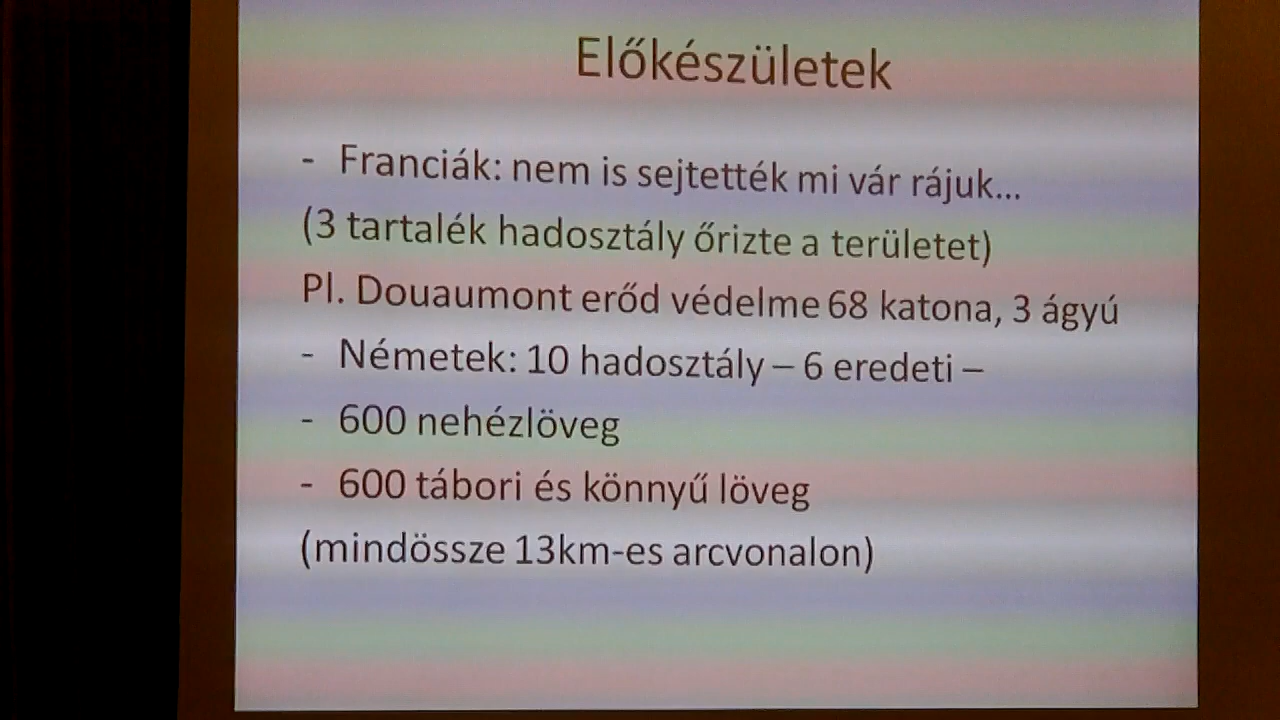 Előkészületek
- Franciák: nem is sejtették mi vár rájuk...
(3 tartalék hadosztály őrizte a területet)
Pl. Douaumont erőd védelme 68 katona, 3 ágyú
- Németek: 10 hadosztály – 6 eredeti –
- 600 nehézlöveg
- 600 tábori és könnyű löveg
(mindössze 13km-es arcvonalon)